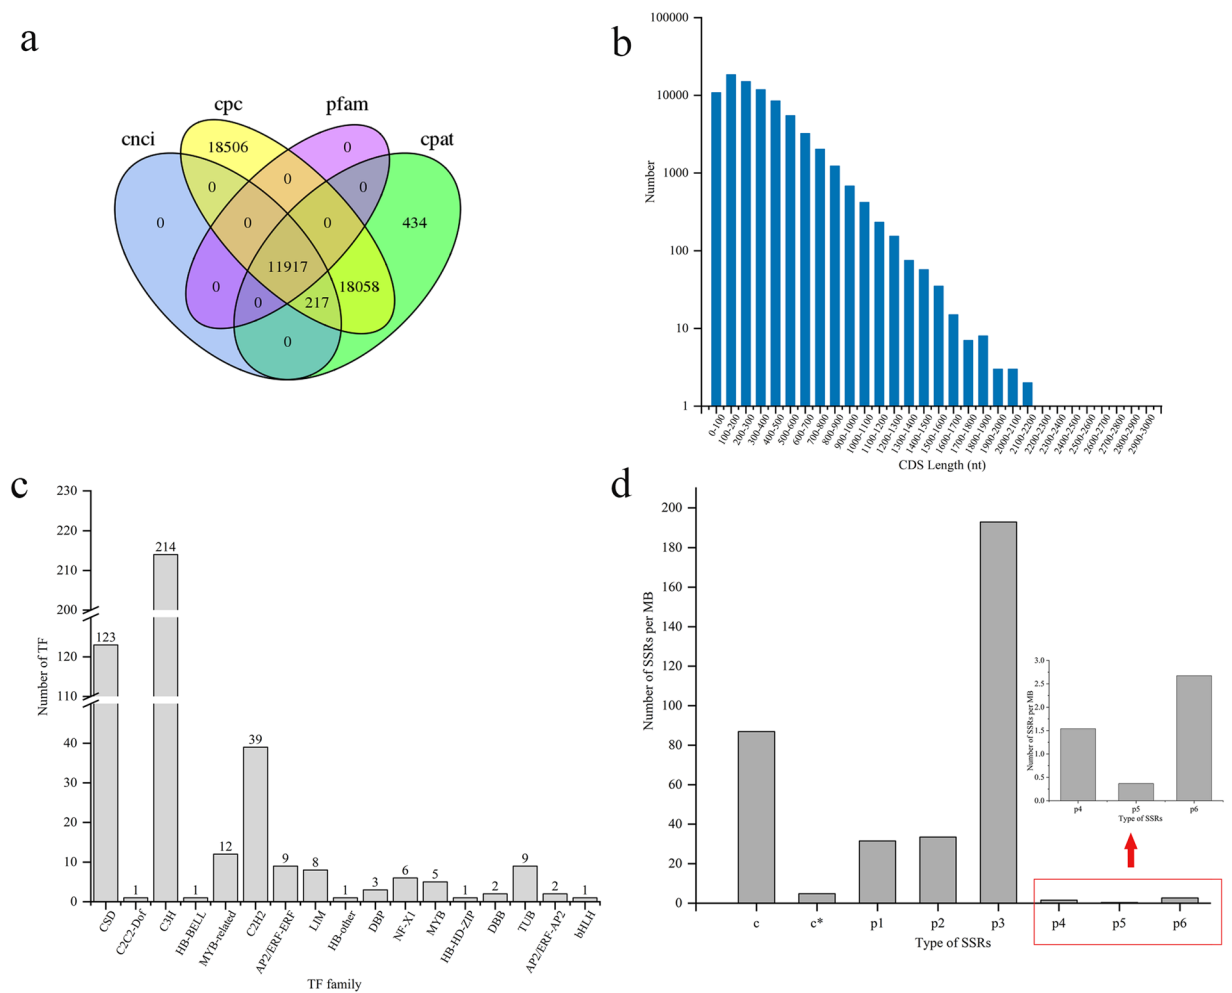 a
cnci
cpc
pfam
cpat
18506
0
0
0
0
0
434
0
0
0
11917
0
0
217
18058
0
b
Number
100000
10000
1000
100
10
1
0-100
100-200
200-300
300-400
400-500
500-600
600-700
700-800
800-900
900-1000
1000-1100
1100-1200
1200-1300
1300-1400
1400-1500
1500-1600
1600-1700
1700-1800
1800-1900
1900-2000
2000-2100
2100-2200
2200-2300
2300-2400
2400-2500
2500-2600
2600-2700
2700-2800
2800-2900
2900-3000
CDS Length (nt)
c
Number of TF
230
220
210
200
120
110
40
30
20
10
0
123
1
214
1
12
39
9
8
1
3
6
5
1
2
9
2
1
CSD
C2C2-Dof
C3H
HB-BELL
MYB-related
C2H2
AP2/ERF-ERF
LIM
HB-other
DBP
NF-X1
MYB
HB-HD-ZIP
DBB
TUB
AP2/ERF-AP2
bHLH
TF family
d
Number of SSRs per MB
200
180
160
140
120
100
80
60
40
20
0
c
c*
p1
p2
p3
p4
p5
p6
Type of SSRs
Number of SSRs per MB
3.0
2.5
2.0
1.5
1.0
0.5
0.0
p4
p5
p6
Type of SSRs